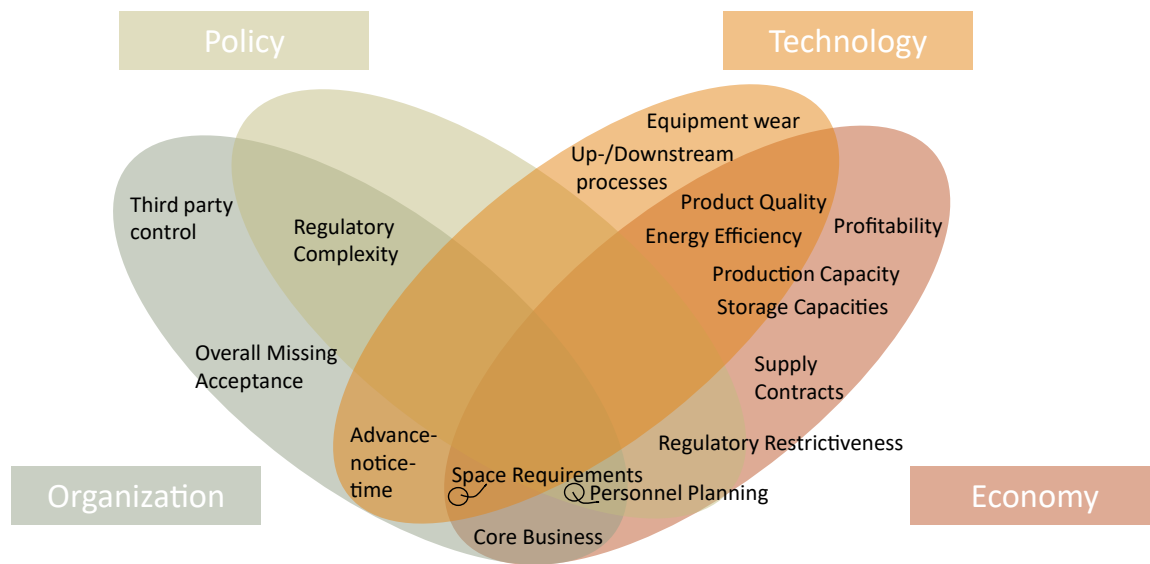 Policy
Technology
Equipment wear
Up-/Downstream
processes
Third party
control
Product Quality
Regulatory
Complexity
Energy Efficiency
Profitability
Production Capacity
Storage Capacities
Overall Missing
Acceptance
Supply
Contracts
Advance-
notice-
time
Regulatory Restrictiveness
Space Requirements
Personnel Planning
Organization
Economy
Core Business